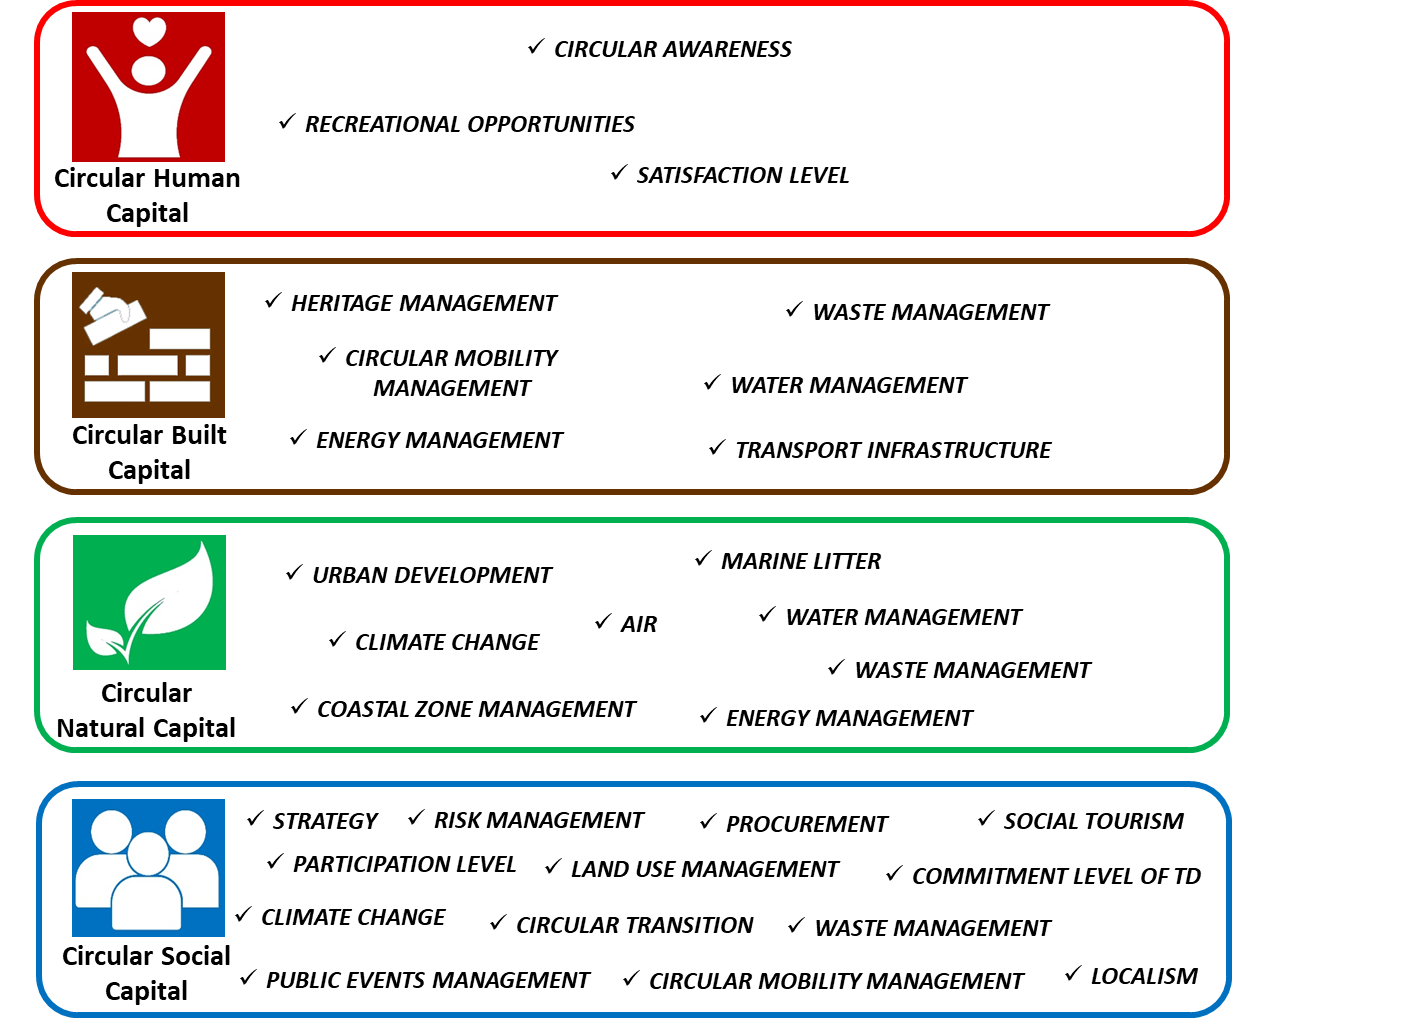 ✓ CIRCULAR AWARENESS
✓ RECREATIONAL OPPORTUNITIES
✓ SATISFACTION LEVEL
Circular Human
Capital
✓ HERITAGE MANAGEMENT
✓ WASTE MANAGEMENT
✓ CIRCULAR MOBILITY
MANAGEMENT
✓ WATER MANAGEMENT
✓ ENERGY MANAGEMENT
✓ TRANSPORT INFRASTRUCTURE
Circular Built
Capital
✓ URBAN DEVELOPMENT
✓ MARINE LITTER
✓ AIR
✓ WATER MANAGEMENT
✓ CLIMATE CHANGE
✓ WASTE MANAGEMENT
✓ COASTAL ZONE MANAGEMENT
✓ ENERGY MANAGEMENT
Circular
Natural Capital
✓ STRATEGY
✓ RISK MANAGEMENT
✓ PROCUREMENT
✓ SOCIAL TOURISM
✓ PARTICIPATION LEVEL
✓ LAND USE MANAGEMENT
✓ COMMITMENT LEVEL OF TD
✓ CLIMATE CHANGE
✓ CIRCULAR TRANSITION
✓ WASTE MANAGEMENT
✓ PUBLIC EVENTS MANAGEMENT
✓ CIRCULAR MOBILITY MANAGEMENT
✓ LOCALISM
Circular Social
Capital